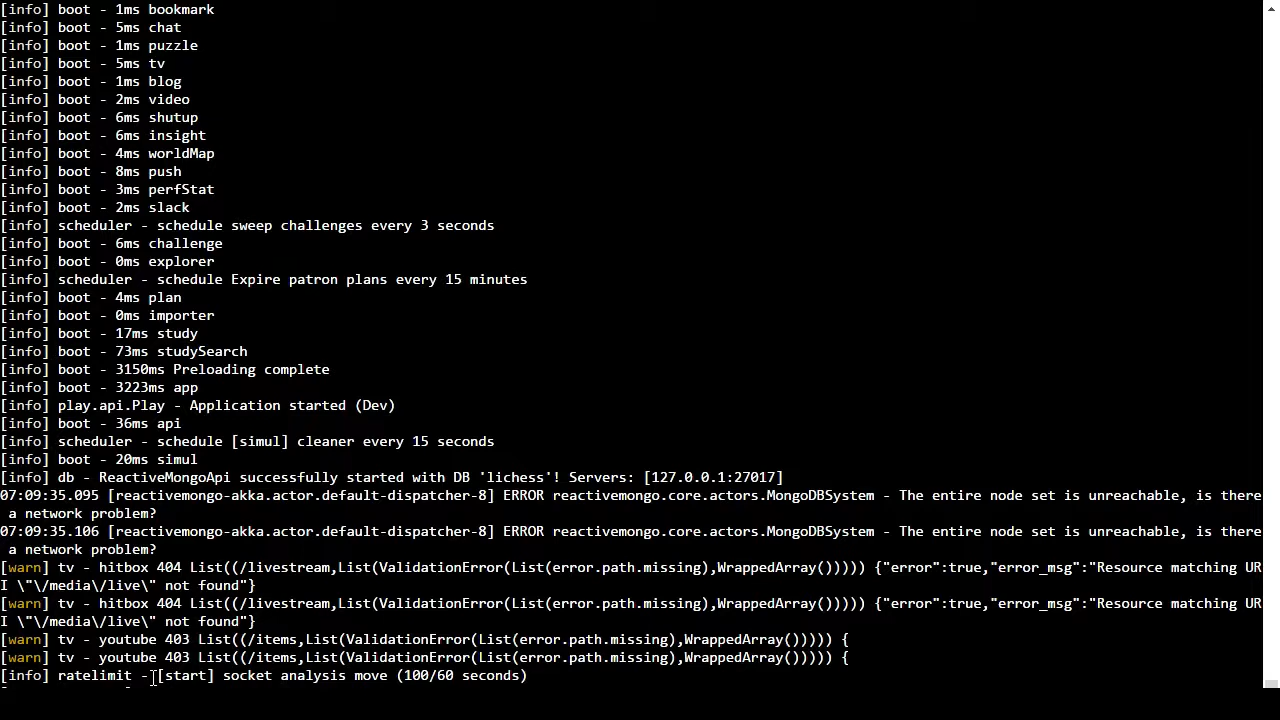 [info] boot - 1ms bookmark
[info] boot - 5ms chat
[info] boot - 1ms puzzle
[info] boot - 5ms tv
[info] boot - 1ms blog
[info] boot - 2ms video
[info] boot - 6ms shutup
[info] boot - 6ms insight
[info] boot - 4ms worldMap
[info] boot - 8ms push
[info] boot - 3ms perfStat
[info] boot - 2ms slack
[info] scheduler - schedule sweep challenges every 3 seconds
[info] boot - 6ms challenge
[info] boot - 0ms explorer
[info] scheduler - schedule Expire patron plans every 15 minutes
[info] boot - 4ms plan
[info] boot - 0ms importer
[info] boot - 17ms study
[info] boot - 73ms studySearch
[info] boot - 3150ms Preloading complete
[info] boot - 3223ms app
[info] play.api.Play - Application started (Dev)
[info] boot - 36ms api
[info] scheduler - schedule [simul] cleaner every 15 seconds
[info] boot - 20ms simul
[info] db - ReactiveMongoApi successfully started with DB 'lichess'! Servers: [127.0.0.1:27017]
07:09:35.095 [reactivemongo-akka.actor.default-dispatcher-8] ERROR reactivemongo.core.actors.MongoDBSystem - The entire node set is unreachable, is there
a network problem?
07:09:35.106 [reactivemongo-akka.actor.default-dispatcher-8] ERROR reactivemongo.core.actors.MongoDBSystem - The entire node set is unreachable, is there
a network problem?
[warn] tv - hitbox 404 List((/livestream,List(ValidationError(List(error.path.missing),WrappedArray())))) {"error":true,"error_msg":"Resource matching UR
I \"\/media\/live\" not found"}
[warn] tv - hitbox 404 List((/livestream,List(ValidationError(List(error.path.missing),WrappedArray())))) {"error":true,"error_msg":"Resource matching UR
I \"\/media\/live\" not found"}
[warn] tv - youtube 403 List((/items,List(ValidationError(List(error.path.missing),WrappedArray())))) {
[warn] tv - youtube 403 List((/items,List(ValidationError(List(error.path.missing),WrappedArray())))) {
[info] ratelimit - [start] socket analysis move (100/60 seconds)